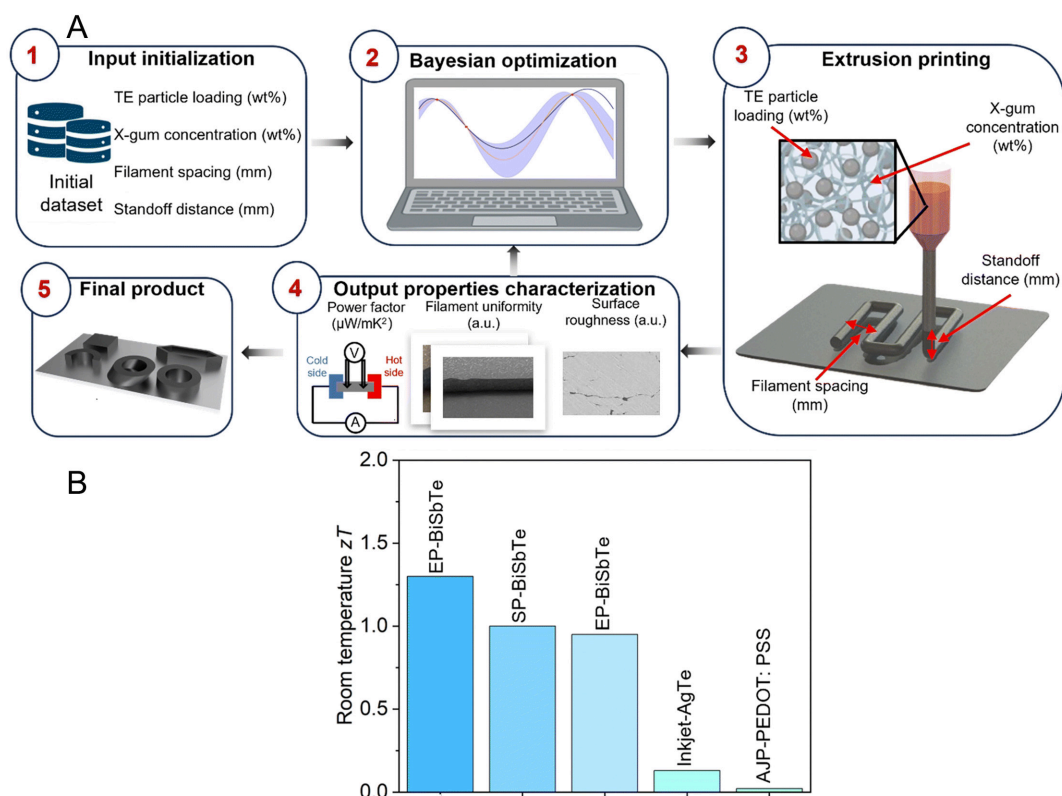 A
1
Input initialization
TE particle loading (wt%)
X-gum concentration (wt%)
Filament spacing (mm)
Standoff distance (mm)
Initial
dataset
2
Bayesian optimization
3
Extrusion printing
TE particle
loading (wt%)
X-gum
concentration
(wt%)
Standoff
distance (mm)
Filament spacing
(mm)
4
Output properties characterization
Power factor
(µW/mK²)
Cold
side
V
Hot
side
A
Filament uniformity
(a.u.)
Surface
roughness (a.u.)
5
Final product
B
Room temperature zT
2.0
1.5
1.0
0.5
0.0
EP-BiSbTe
SP-BiSbTe
EP-BiSbTe
Inkjet-AgTe
AJP-PEDOT: PSS